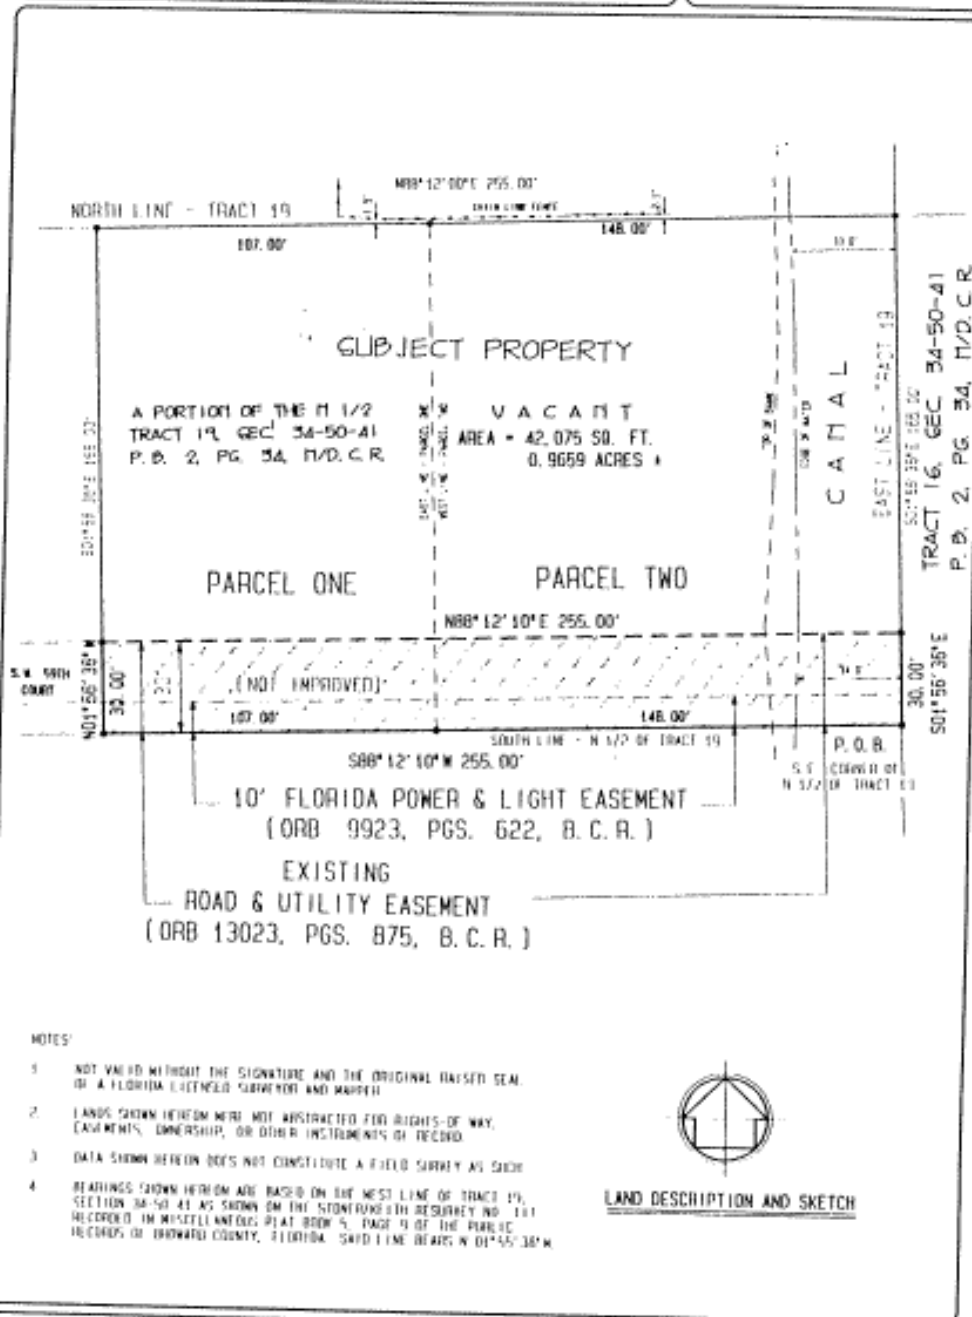 N88°12'00"E 255.00'
CHAIN LINK FENCE
NORTH LINE - TRACT 19
107.00'
148.00'
SUBJECT PROPERTY
A PORTION OF THE N 1/2
TRACT 19, SEC 34-50-41
P.B. 2, PG. 34, M/D.C.R.
VACANT
AREA = 42,075 SQ. FT.
0.9659 ACRES ±
CANAL
EAST LINE - TRACT 19
TRACT 16, SEC 34-50-41
P.B. 2, PG. 34, M/D.C.R.
PARCEL ONE
PARCEL TWO
N88°12'10"E 255.00'
S.W. 59TH
COURT
N01°56'36"W
30.00'
(NOT IMPROVED)
30.00'
S01°56'36"E
107.00'
148.00'
SOUTH LINE - N 1/2 OF TRACT 19
S88°12'10"W 255.00'
P.O.B.
S.E. CORNER OF
N 1/2 OF TRACT 19
10' FLORIDA POWER & LIGHT EASEMENT
(ORB 9923, PGS. 622, B.C.R.)
EXISTING
ROAD & UTILITY EASEMENT
(ORB 13023, PGS. 875, B.C.R.)
NOTES:
1 NOT VALID WITHOUT THE SIGNATURE AND THE ORIGINAL RAISED SEAL
OF A FLORIDA LICENSED SURVEYOR AND MAPPER
2. LANDS SHOWN HEREON WERE NOT ABSTRACTED FOR RIGHTS-OF WAY,
EASEMENTS, OWNERSHIP, OR OTHER INSTRUMENTS OF RECORD.
3 DATA SHOWN HEREON DOES NOT CONSTITUTE A FIELD SURVEY AS SUCH
4 BEARINGS SHOWN HEREON ARE BASED ON THE WEST LINE OF TRACT 19,
SECTION 34-50-41 AS SHOWN ON THE RESURVEY NO.
RECORDED IN MISCELLANEOUS PLAT BOOK 5, PAGE 9 OF THE PUBLIC
RECORDS OF BROWARD COUNTY, FLORIDA. SAID LINE BEARS N 01°55'38"W
LAND DESCRIPTION AND SKETCH